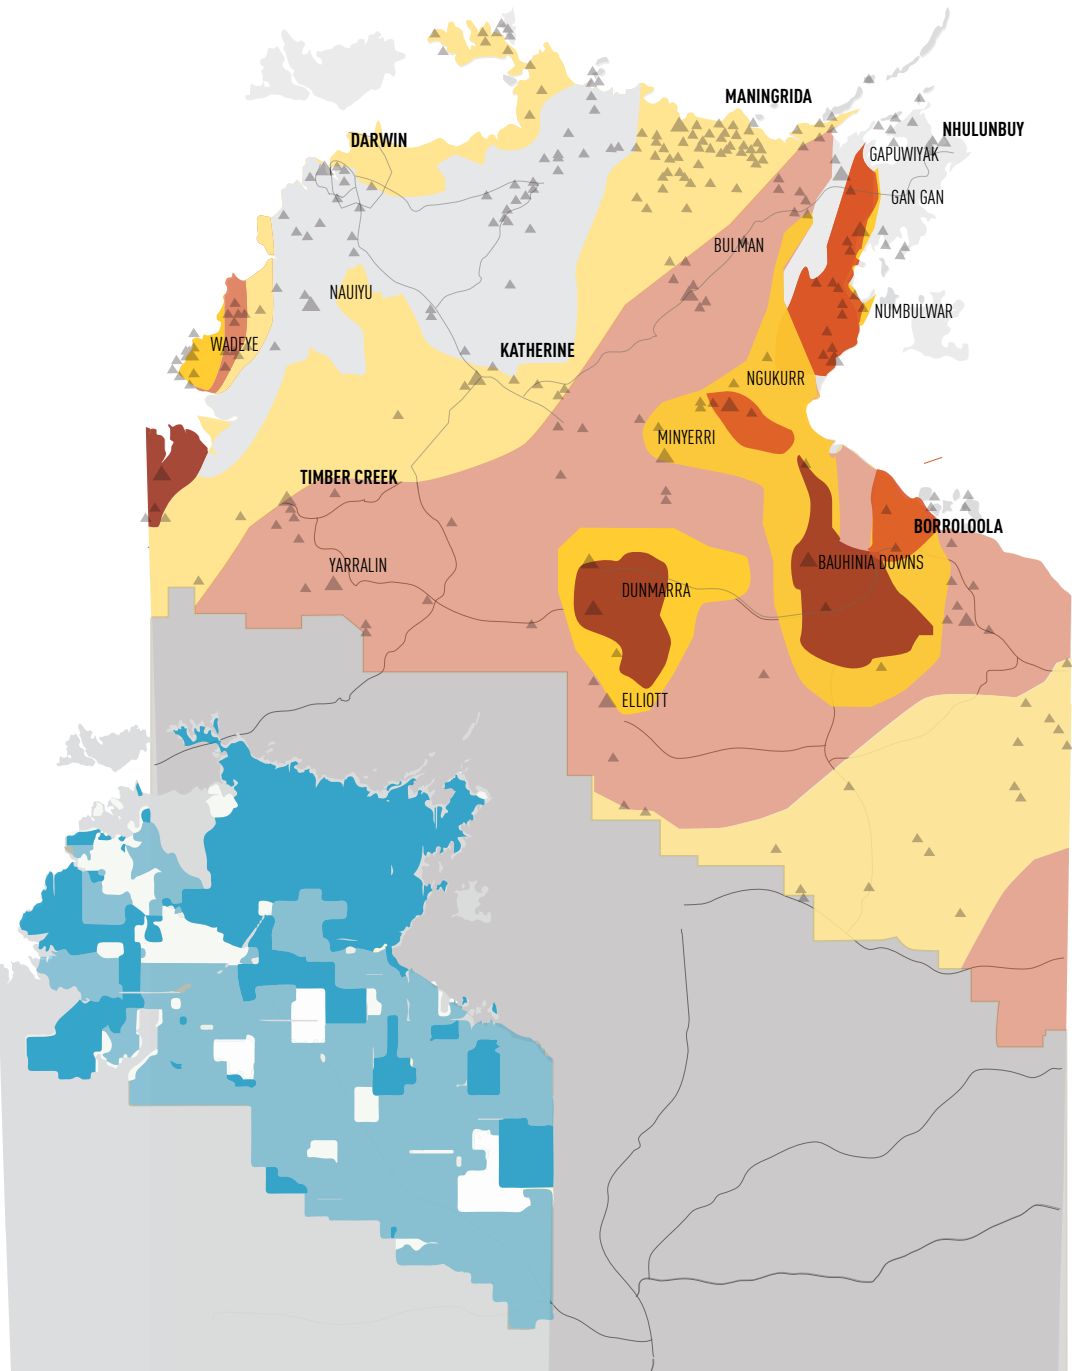 MANINGRIDA
NHULUNBUY
DARWIN
GAPUWIYAK
GAN GAN
BULMAN
NAUIYU
NUMBULWAR
WADEYE
KATHERINE
NGUKURR
MINYERRI
TIMBER CREEK
BORROLOOLA
YARRALIN
BAUHINIA DOWNS
DUNMARRA
ELLIOTT